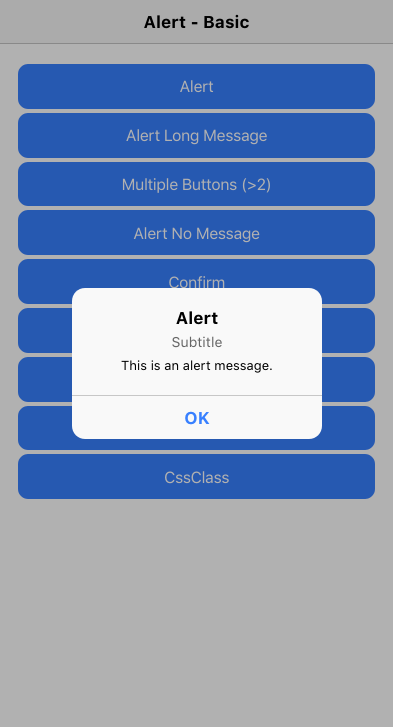 Alert - Basic
Alert
Alert Long Message
Multiple Buttons (>2)
Alert No Message
Confirm
Alert
Subtitle
This is an alert message.
OK
CssClass